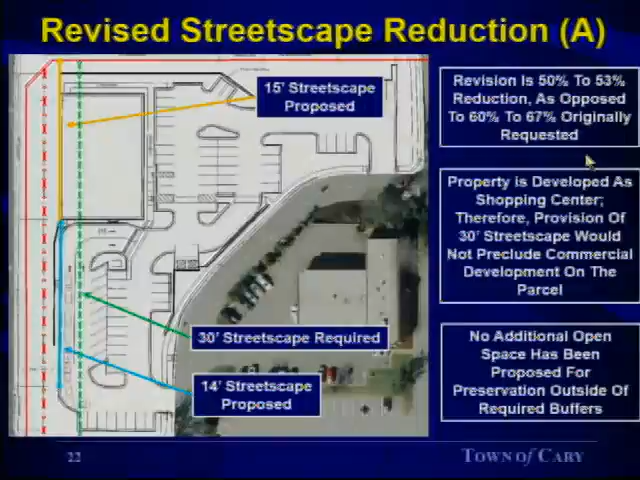 Revised Streetscape Reduction (A)
15' Streetscape
Proposed
30' Streetscape Required
14' Streetscape
Proposed
Revision Is 50% To 53%
Reduction, As Opposed
To 60% To 67% Originally
Requested
Property is Developed As
Shopping Center;
Therefore, Provision Of
30' Streetscape Would
Not Preclude Commercial
Development On The
Parcel
No Additional Open
Space Has Been
Proposed For
Preservation Outside Of
Required Buffers
22
TOWN of CARY